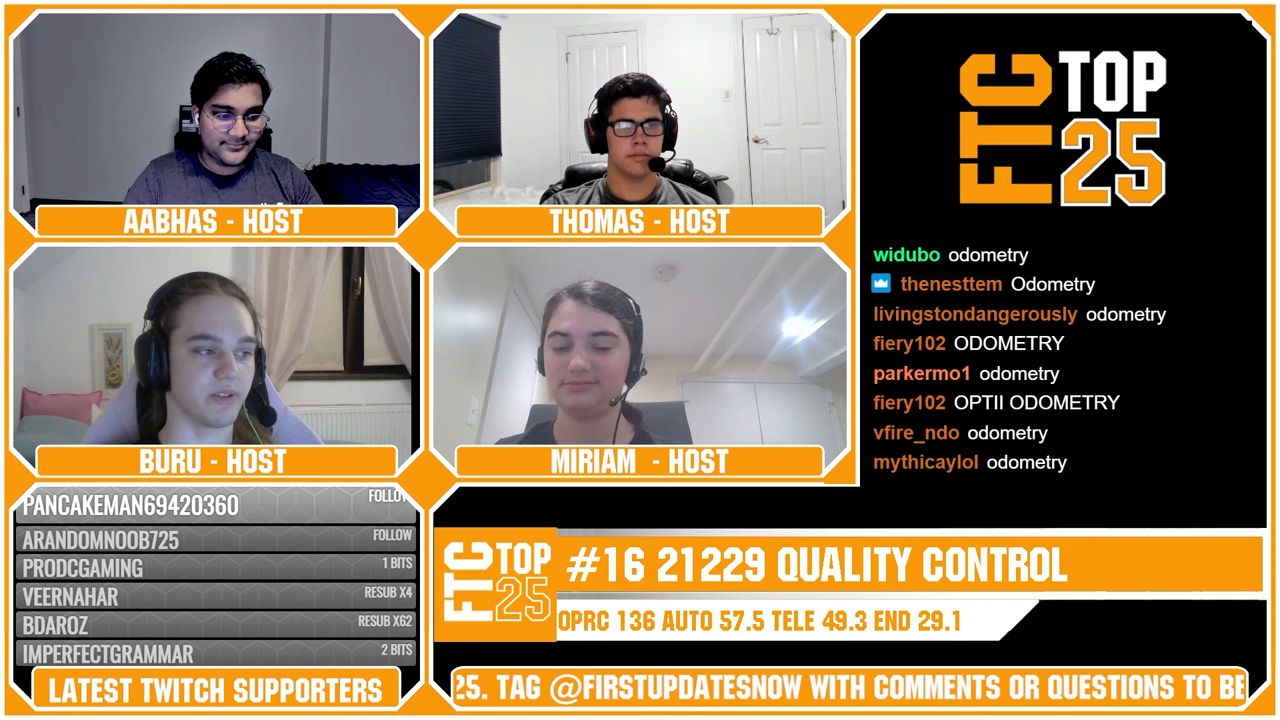 AABHAS - HOST
THOMAS - HOST
BURU - HOST
MIRIAM - HOST
FTC TOP 25
widubo odometry
thenesttem Odometry
livingstondangerously odometry
fiery102 ODOMETRY
parkermo1 odometry
fiery102 OPTII ODOMETRY
vfire_ndo odometry
mythicaylol odometry
PANCAKEMAN69420360 FOLLOW
ARANDOMNOOB725 FOLLOW
PRODCGAMING 1 BITS
VEERNAHAR RESUB X4
BDAROZ RESUB X62
IMPERFECTGRAMMAR 2 BITS
LATEST TWITCH SUPPORTERS
FTC TOP 25
#16 21229 QUALITY CONTROL
OPRC 136 AUTO 57.5 TELE 49.3 END 29.1
25. TAG @FIRSTUPDATESNOW WITH COMMENTS OR QUESTIONS TO BE